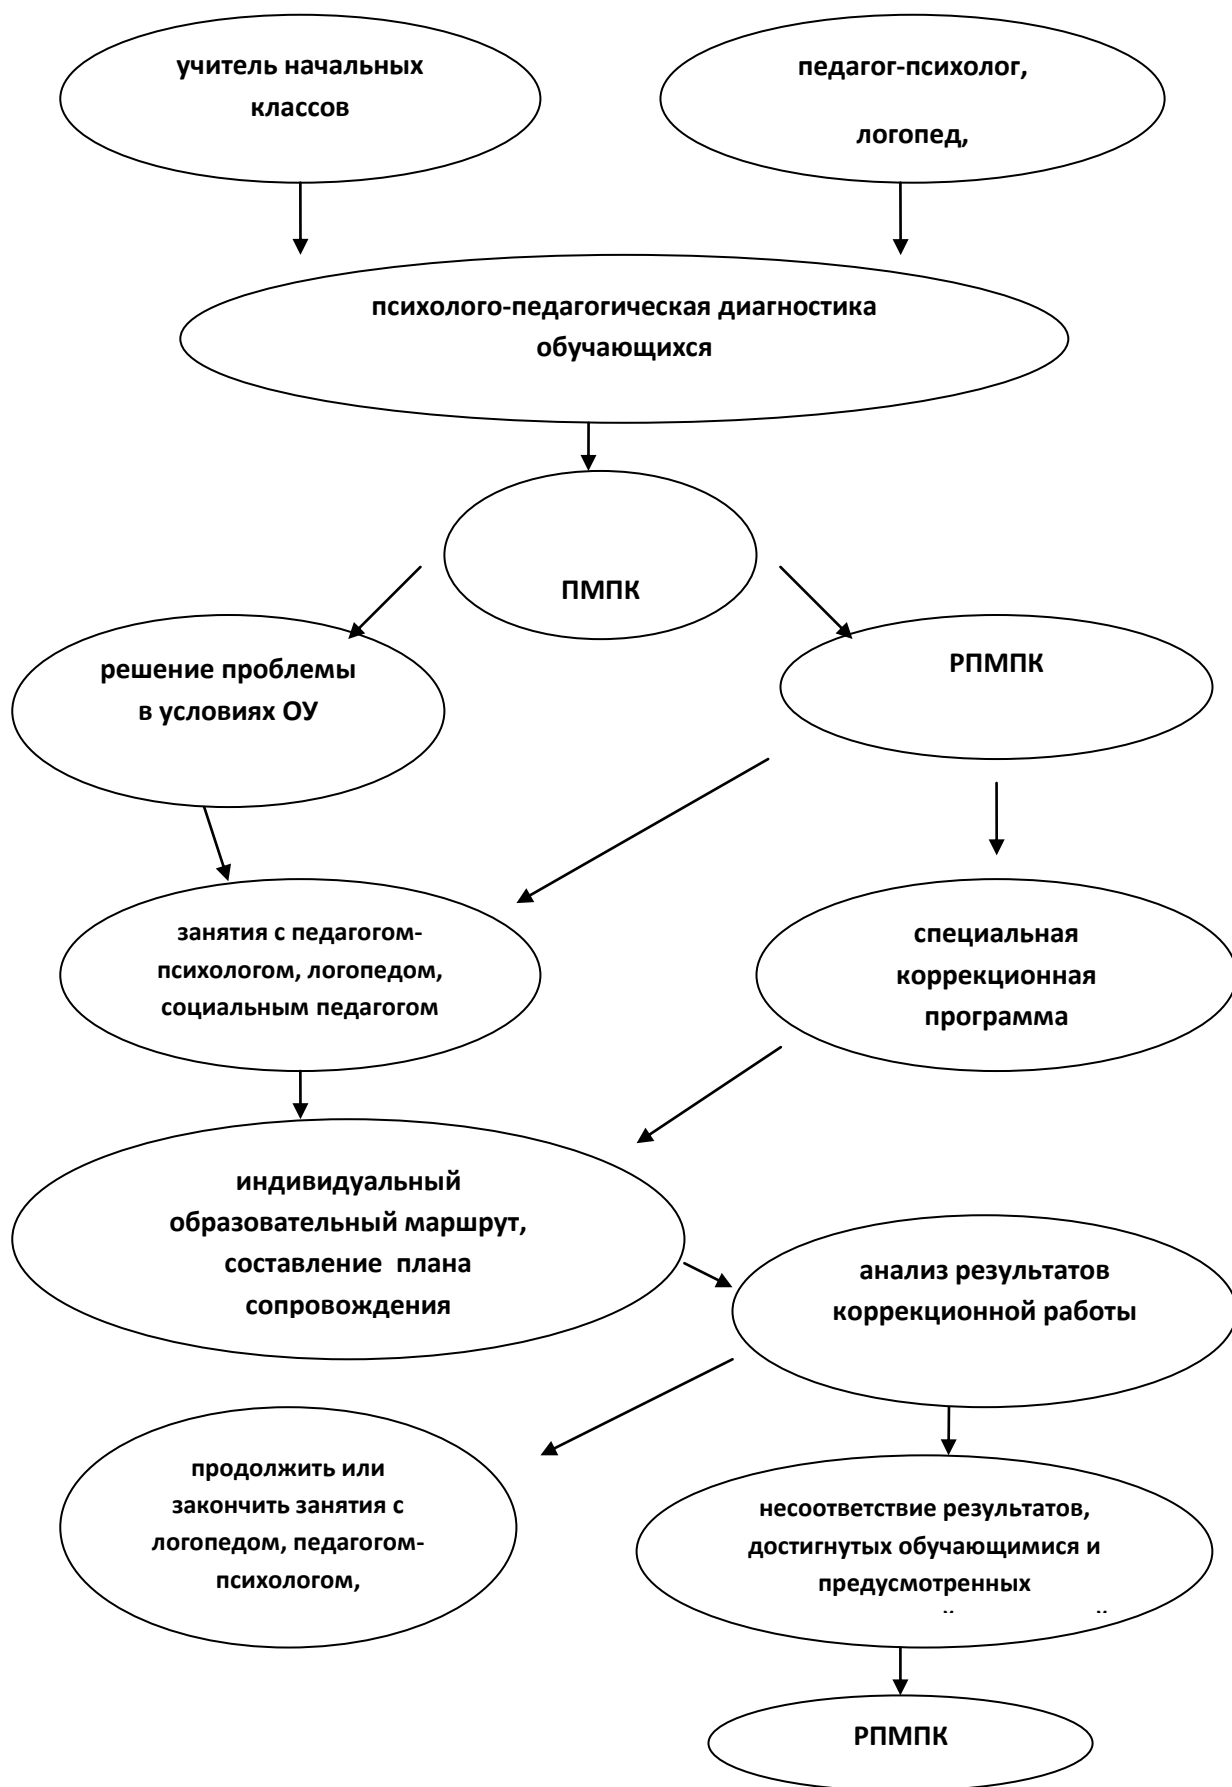 учитель начальных
классов
педагог-психолог,
логопед,
психолого-педагогическая диагностика
обучающихся
ПМПК
решение проблемы
в условиях ОУ
РПМПК
занятия с педагогом-
психологом, логопедом,
социальным педагогом
специальная
коррекционная
программа
индивидуальный
образовательный маршрут,
составление плана
сопровождения
анализ результатов
коррекционной работы
продолжить или
закончить занятия с
логопедом, педагогом-
психологом,
несоответствие результатов,
достигнутых обучающимися и
предусмотренных
РПМПК